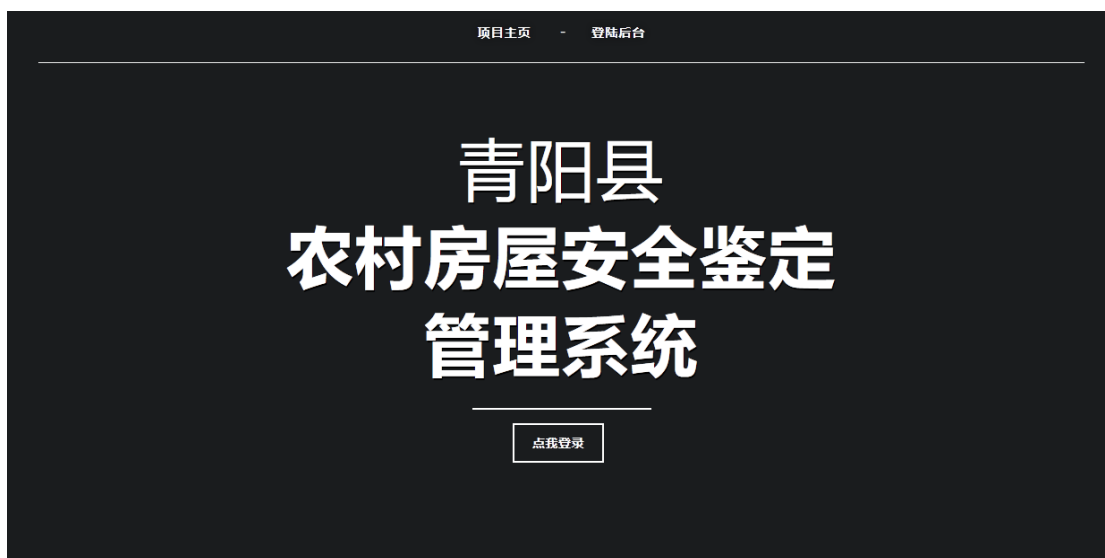 项目主页 - 登陆后台
青阳县
农村房屋安全鉴定
管理系统
点我登录